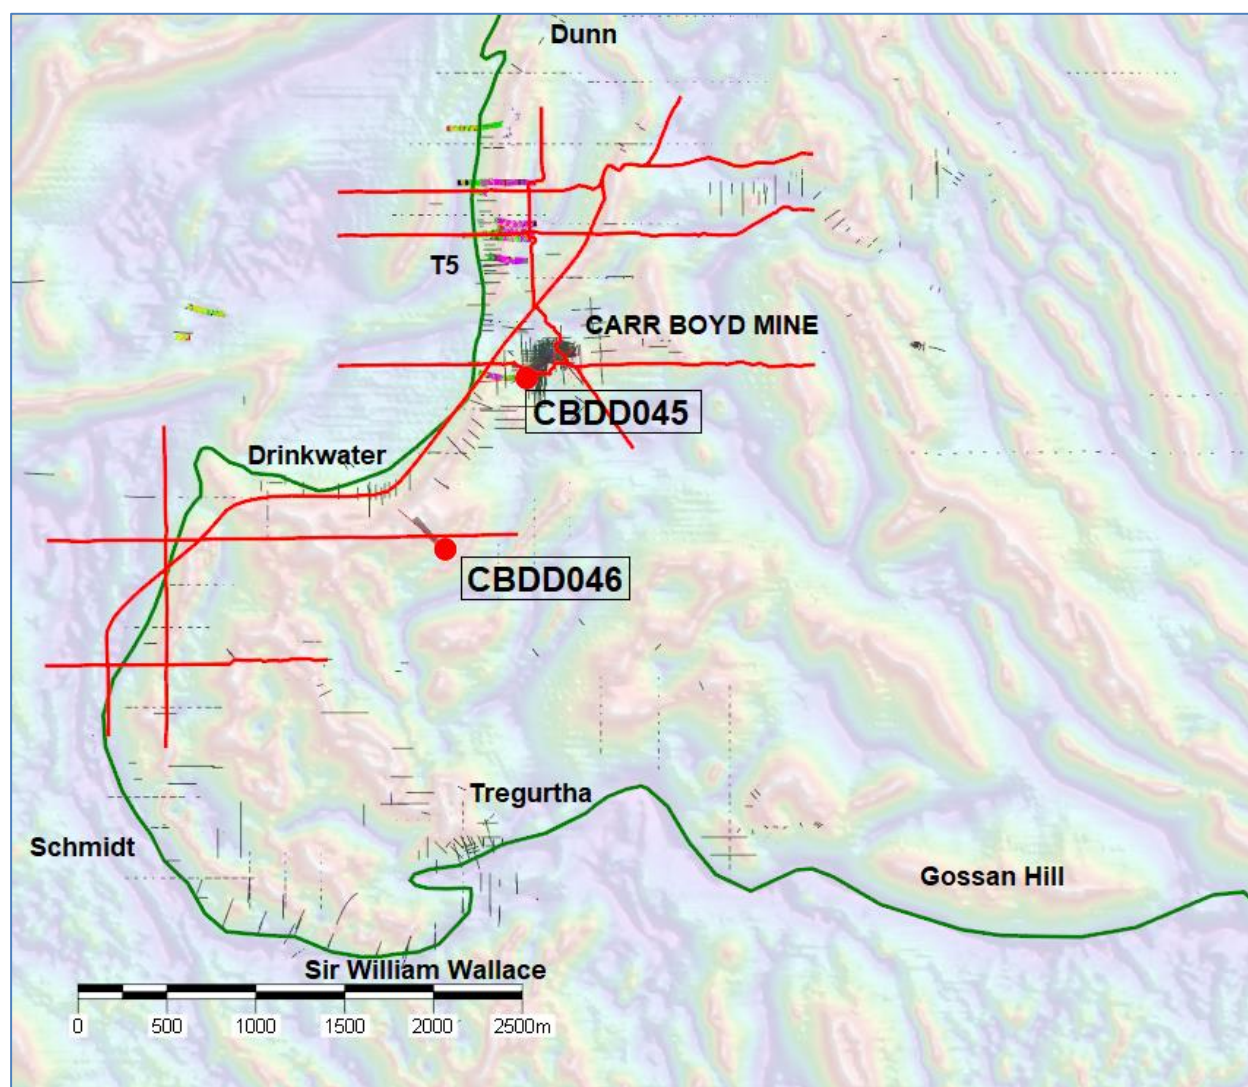 Dunn
T5
CARR BOYD MINE
CBDD045
Drinkwater
CBDD046
Tregurtha
Schmidt
Gossan Hill
Sir William Wallace
0 500 1000 1500 2000 2500m